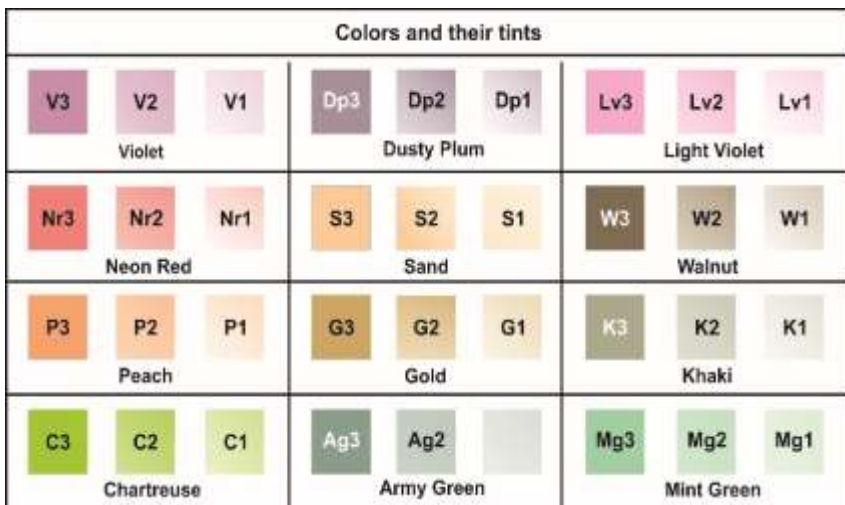 Colors and their tints
V3 V2 V1 Dp3 Dp2 Dp1 Lv3 Lv2 Lv1
Violet Dusty Plum Light Violet
Nr3 Nr2 Nr1 S3 S2 S1 W3 W2 W1
Neon Red Sand Walnut
P3 P2 P1 G3 G2 G1 K3 K2 K1
Peach Gold Khaki
C3 C2 C1 Ag3 Ag2 Mg3 Mg2 Mg1
Chartreuse Army Green Mint Green